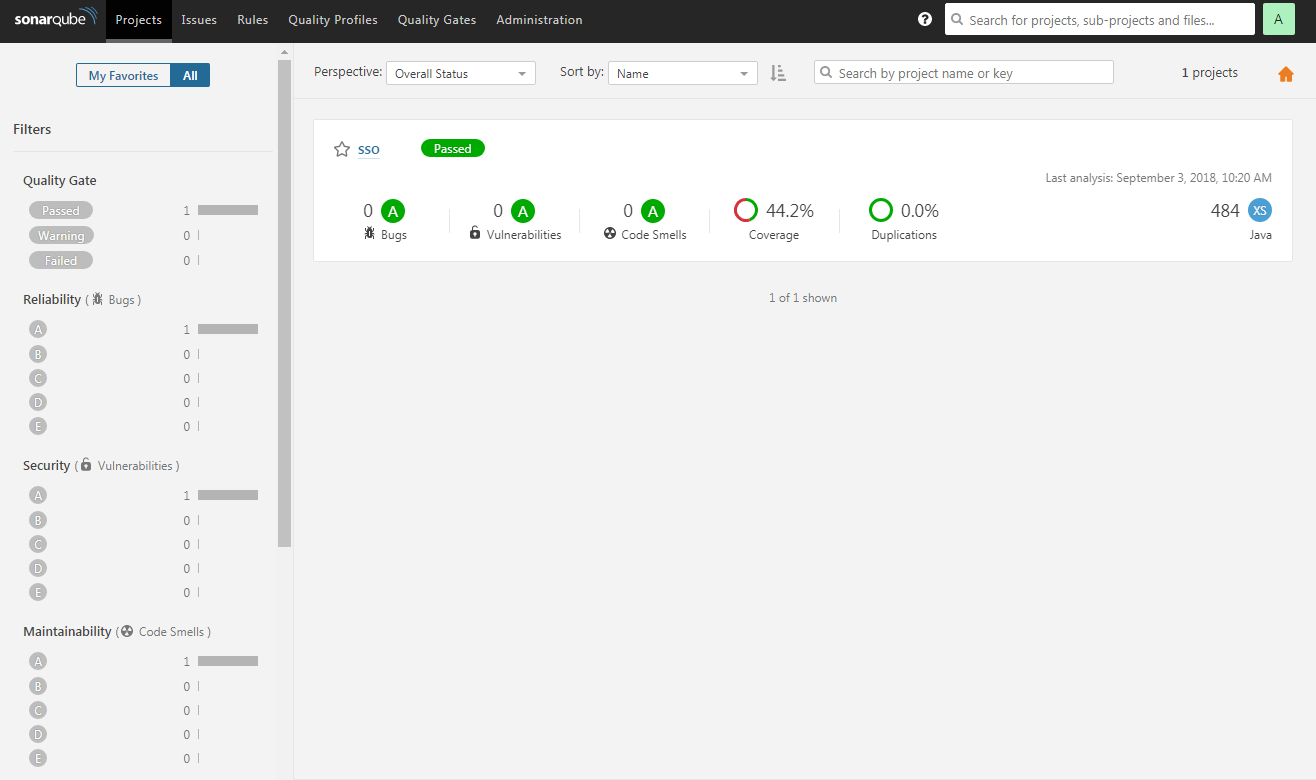 sonarqube Projects Issues Rules Quality Profiles Quality Gates Administration ? Search for projects, sub-projects and files... A
My Favorites All
Perspective: Overall Status Sort by: Name Search by project name or key 1 projects
Filters
Quality Gate
Passed 1
Warning 0
Failed 0
Reliability ( Bugs )
A 1
B 0
C 0
D 0
E 0
Security ( Vulnerabilities )
A 1
B 0
C 0
D 0
E 0
Maintainability ( Code Smells )
A 1
B 0
C 0
D 0
E 0
sso Passed
Last analysis: September 3, 2018, 10:20 AM
0 A 0 A 0 A 44.2% 0.0% 484 XS
Bugs Vulnerabilities Code Smells Coverage Duplications Java
1 of 1 shown